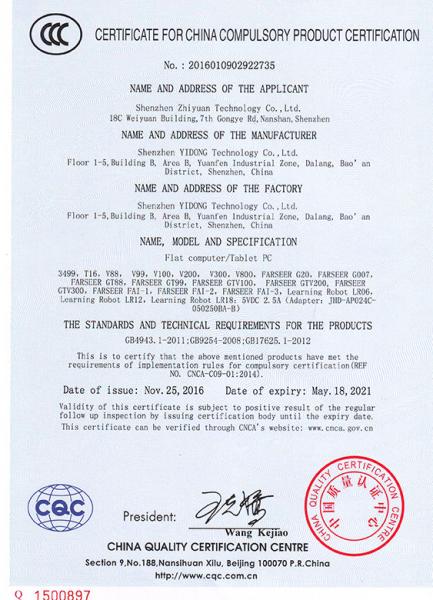 CCC
CERTIFICATE FOR CHINA COMPULSORY PRODUCT CERTIFICATION
No. : 2016010902922735
NAME AND ADDRESS OF THE APPLICANT
Shenzhen Zhiyuan Technology Co., Ltd.
18C Weiyuan Building, 7th Gongye Rd, Nanshan, Shenzhen
NAME AND ADDRESS OF THE MANUFACTURER
Shenzhen YIDONG Technology Co., Ltd.
Floor 1-5, Building B, Area B, Yuanfen Industrial Zone, Dalang, Bao' an
District, Shenzhen, China
NAME AND ADDRESS OF THE FACTORY
Shenzhen YIDONG Technology Co., Ltd.
Floor 1-5, Building B, Area B, Yuanfen Industrial Zone, Dalang, Bao' an
District, Shenzhen, China
NAME, MODEL AND SPECIFICATION
Flat computer/Tablet PC
3499, T16, V88, V99, V100, V200, V300, V800, FARSEER G20, FARSEER G007,
FARSEER GT88, FARSEER GT99, FARSEER GTV100, FARSEER GTV200, FARSEER
GTV300, FARSEER FAI-1, FARSEER FAI-2, FARSEER FAI-3, Learning Robot LR06,
Learning Robot LR12, Learning Robot LR18: 5VDC 2.5A (Adapter: JHD-AP024C-
050250BA-B)
THE STANDARDS AND TECHNICAL REQUIREMENTS FOR THE PRODUCTS
GB4943.1-2011;GB9254-2008;GB17625.1-2012
This is to certify that the above mentioned products have met the
requirements of implementation rules for compulsory certification(REF
NO. CNCA-C09-01:2014).
Date of issue: Nov. 25, 2016 Date of expiry: May. 18, 2021
Validity of this certificate is subject to positive result of the regular
follow up inspection by issuing certification body until the expiry date.
This certificate can be verified through CNCA's website: www.cnca.gov.cn
CQC
President:
Wang Kejiao
CHINA QUALITY CERTIFICATION CENTRE
中国质量认证中心
CHINA QUALITY CERTIFICATION CENTRE
Section 9, No.188, Nansihuan Xilu, Beijing 100070 P.R.China
http://www.cqc.com.cn
1500897